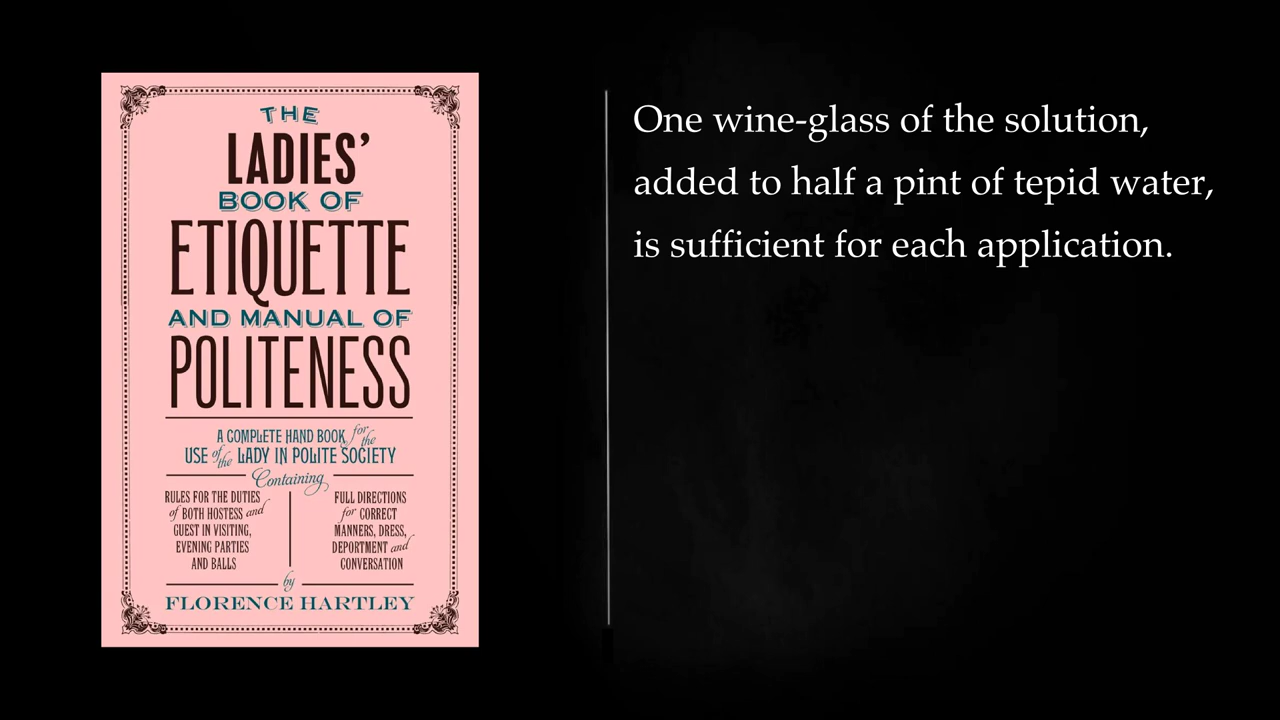 THE
LADIES'
BOOK OF
ETIQUETTE
AND MANUAL OF
POLITENESS
A COMPLETE HAND BOOK for the
USE of the LADY IN POLITE SOCIETY
Containing
RULES FOR THE DUTIES
of BOTH HOSTESS and
GUEST IN VISITING,
EVENING PARTIES
AND BALLS
FULL DIRECTIONS
for CORRECT
MANNERS, DRESS,
DEPORTMENT and
CONVERSATION
by
FLORENCE HARTLEY
One wine-glass of the solution,
added to half a pint of tepid water,
is sufficient for each application.